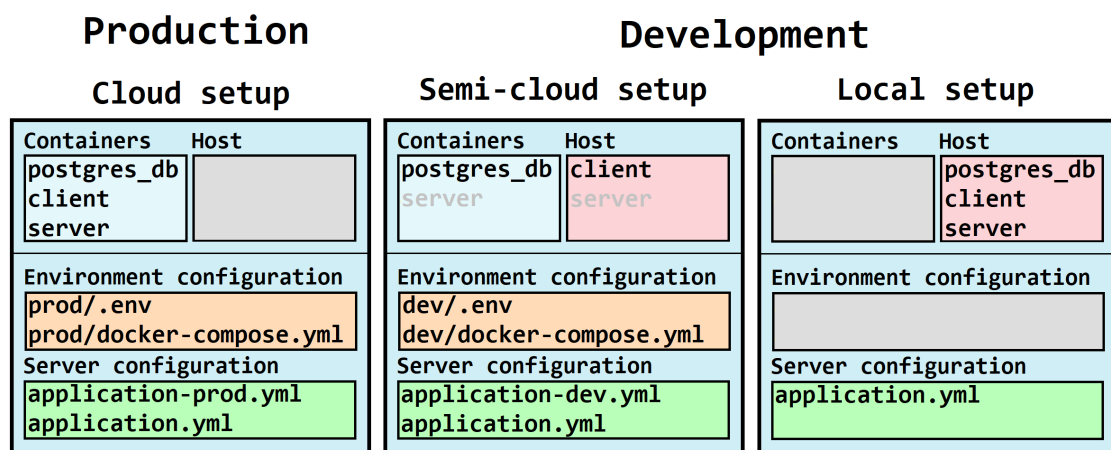 Production
Development
Cloud setup
Semi-cloud setup
Local setup
Containers Host
postgres_db
client
server
Environment configuration
prod/.env
prod/docker-compose.yml
Server configuration
application-prod.yml
application.yml
Containers Host
postgres_db client
server server
Environment configuration
dev/.env
dev/docker-compose.yml
Server configuration
application-dev.yml
application.yml
Containers Host
postgres_db
client
server
Environment configuration
Server configuration
application.yml